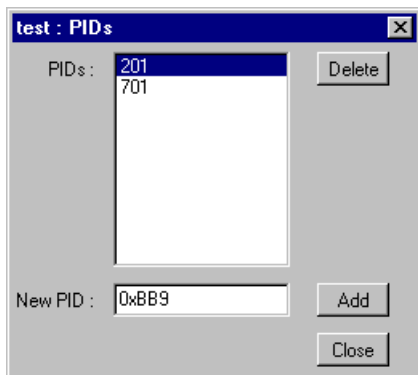 test : PIDs
PIDs : 201 Delete
701
New PID : 0xBB9 Add
Close